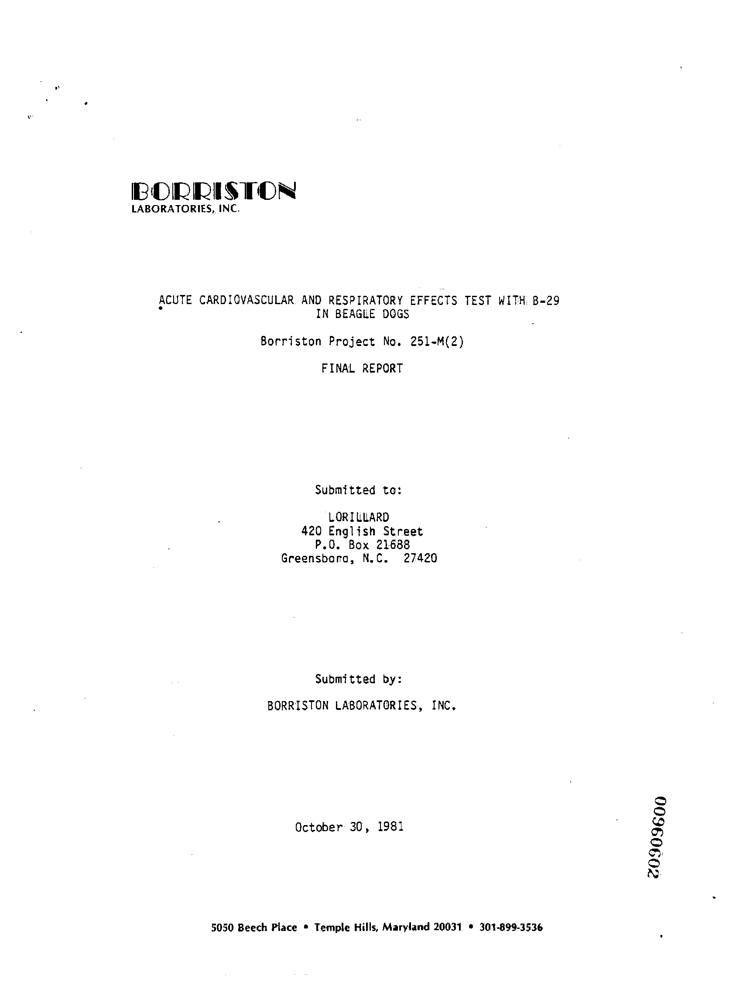 BORRISTON
LABORATORIES, INC.
ACUTE CARDIOVASCULAR AND RESPIRATORY EFFECTS TEST WITH B-29
IN BEAGLE DOGS
Borriston Project No. 251-M(2)
FINAL REPORT
Submitted to:
LORILLARD
420 English Street
P.O. Box 21688
Greensboro, N.C. 27420
Submitted by:
BORRISTON LABORATORIES, INC.
October 30, 1981
00960602
5050 Beech Place • Temple Hills, Maryland 20031 • 301-899-3536